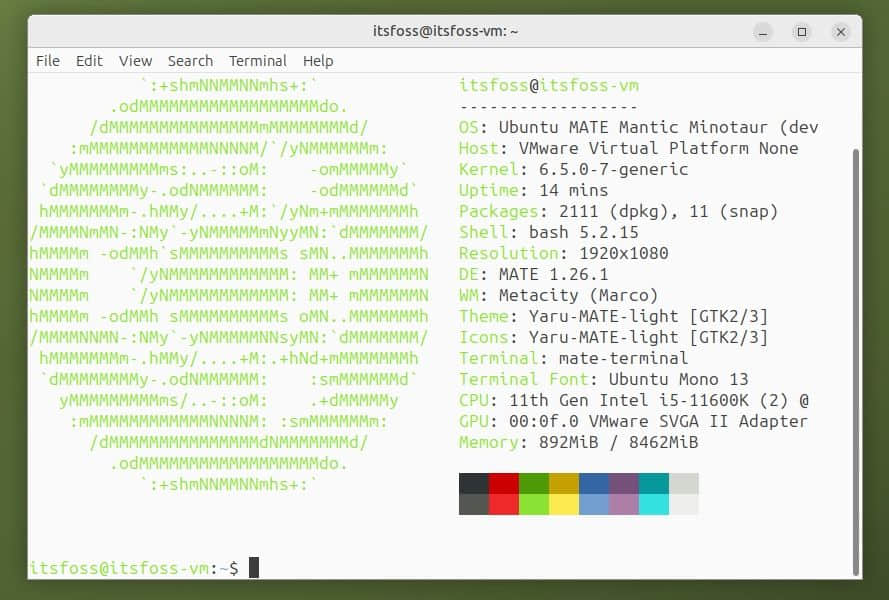 itsfoss@itsfoss-vm: ~
File Edit View Search Terminal Help
`:+shmNNMMNNmhs+:` itsfoss@itsfoss-vm
.odMMMMMMMMMMMMMMMMMMdo. ------------------
/dMMMMMMMMMMMMMMMmMMMMMMMMd/ OS: Ubuntu MATE Mantic Minotaur (dev
:mMMMMMMMMMMMMNNNNM/`/yNMMMMMMm: Host: VMware Virtual Platform None
`yMMMMMMMMMms:..-::oM: -omMMMMMy` Kernel: 6.5.0-7-generic
`dMMMMMMMMy-.odNMMMMMM: -odMMMMMMd` Uptime: 14 mins
hMMMMMMMm-.hMMy/....+M:`/yNm+mMMMMMMMh Packages: 2111 (dpkg), 11 (snap)
/MMMMNmMN-:NMy`-yNMMMMMmNyyMN:`dMMMMMMM/ Shell: bash 5.2.15
hMMMMm -odMMh`sMMMMMMMMMMs sMN..MMMMMMMh Resolution: 1920x1080
NMMMMm `/yNMMMMMMMMMMMM: MM+ mMMMMMMN DE: MATE 1.26.1
NMMMMm `/yNMMMMMMMMMMMM: MM+ mMMMMMMN WM: Metacity (Marco)
hMMMMm -odMMh sMMMMMMMMMMs oMN..MMMMMMMh Theme: Yaru-MATE-light [GTK2/3]
/MMMMNNMN-:NMy`-yNMMMMMNNsyMN:`dMMMMMMM/ Icons: Yaru-MATE-light [GTK2/3]
hMMMMMMMm-.hMMy/....+M:.+hNd+mMMMMMMMh Terminal: mate-terminal
`dMMMMMMMMy-.odNMMMMMM: :smMMMMMMd` Terminal Font: Ubuntu Mono 13
yMMMMMMMMMms/..-::oM: .+dMMMMMy CPU: 11th Gen Intel i5-11600K (2) @
:mMMMMMMMMMMMMNNNNM: :smMMMMMMm: GPU: 00:0f.0 VMware SVGA II Adapter
/dMMMMMMMMMMMMMMMdNMMMMMMMd/ Memory: 892MiB / 8462MiB
.odMMMMMMMMMMMMMMMMMMdo.
`:+shmNNMMNNmhs+:`
itsfoss@itsfoss-vm:~$